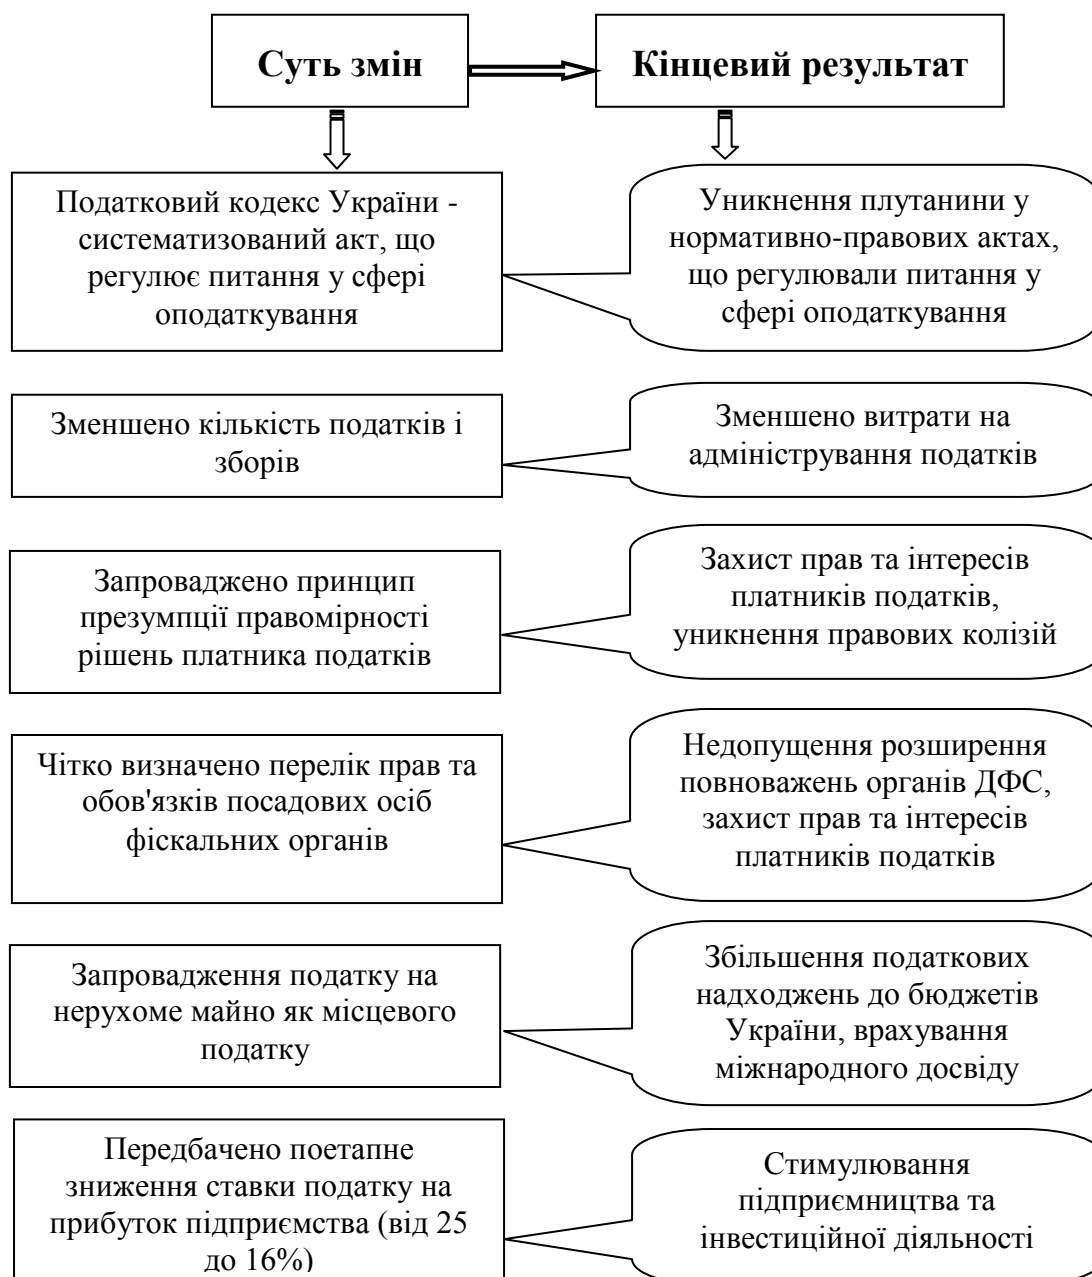 Суть змін
Кінцевий результат
Податковий кодекс України -
систематизований акт, що
регулює питання у сфері
оподаткування
Уникнення плутанини у
нормативно-правових актах,
що регулювали питання у
сфері оподаткування
Зменшено кількість податків і
зборів
Зменшено витрати на
адміністрування податків
Запроваджено принцип
презумпції правомірності
рішень платника податків
Захист прав та інтересів
платників податків,
уникнення правових колізій
Чітко визначено перелік прав та
обов'язків посадових осіб
фіскальних органів
Недопущення розширення
повноважень органів ДФС,
захист прав та інтересів
платників податків
Запровадження податку на
нерухоме майно як місцевого
податку
Збільшення податкових
надходжень до бюджетів
України, врахування
міжнародного досвіду
Передбачено поетапне
зниження ставки податку на
прибуток підприємства (від 25
до 16%)
Стимулювання
підприємництва та
інвестиційної діяльності